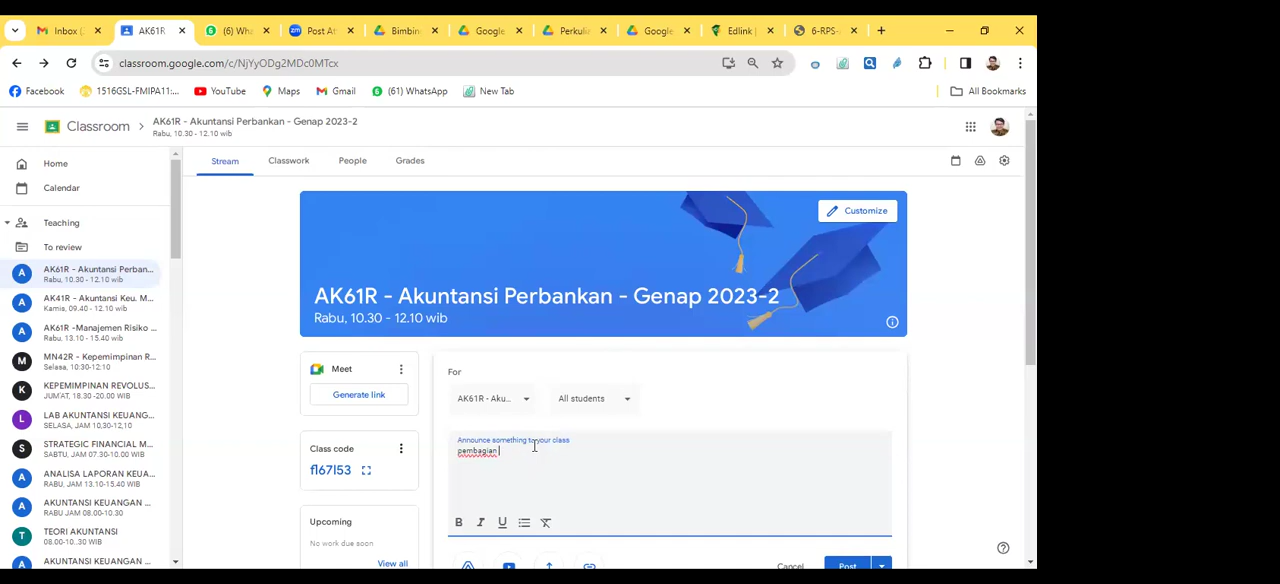 Inbox (
AK61R
(6) Wha
Post At
Bimbin
Google
Perkuli
Google
Edlink |
6-RPS-
classroom.google.com/c/NjYyODg2MDc0MTcx
Facebook
1516GSL-FMIPA11:...
YouTube
Maps
Gmail
(61) WhatsApp
New Tab
All Bookmarks
Classroom
AK61R - Akuntansi Perbankan - Genap 2023-2
Rabu, 10.30 - 12.10 wib
Home
Calendar
Teaching
To review
A
AK61R - Akuntansi Perban...
Rabu, 10.30 - 12.10 wib
A
AK41R - Akuntansi Keu. M...
Kamis, 09.40 - 12.10 wib
A
AK61R -Manajemen Risiko ...
Rabu. 13.10 - 15.40 wib
M
MN42R - Kepemimpinan R...
Selasa, 10:30-12:10
K
KEPEMIMPINAN REVOLUS...
JUM'AT, 18.30 -20.00 WIB
L
LAB AKUNTANSI KEUANG...
SELASA, JAM 10,30-12,10
S
STRATEGIC FINANCIAL M...
SABTU, JAM 07.30-10.00 WIB
A
ANALISA LAPORAN KEUA...
RABU, JAM 13.10-15.40 WIB
A
AKUNTANSI KEUANGAN ...
RABU JAM 08.00-10.30
T
TEORI AKUNTANSI
08.00-10..30 WIB
A
AKUNTANSI KEUANGAN ...
Stream
Classwork
People
Grades
Customize
AK61R - Akuntansi Perbankan - Genap 2023-2
Rabu, 10.30 - 12.10 wib
Meet
Generate link
Class code
fl67l53
Upcoming
No work due soon
View all
For
AK61R - Aku...
All students
Announce something to your class
pembagian
B I U
Cancel
Post